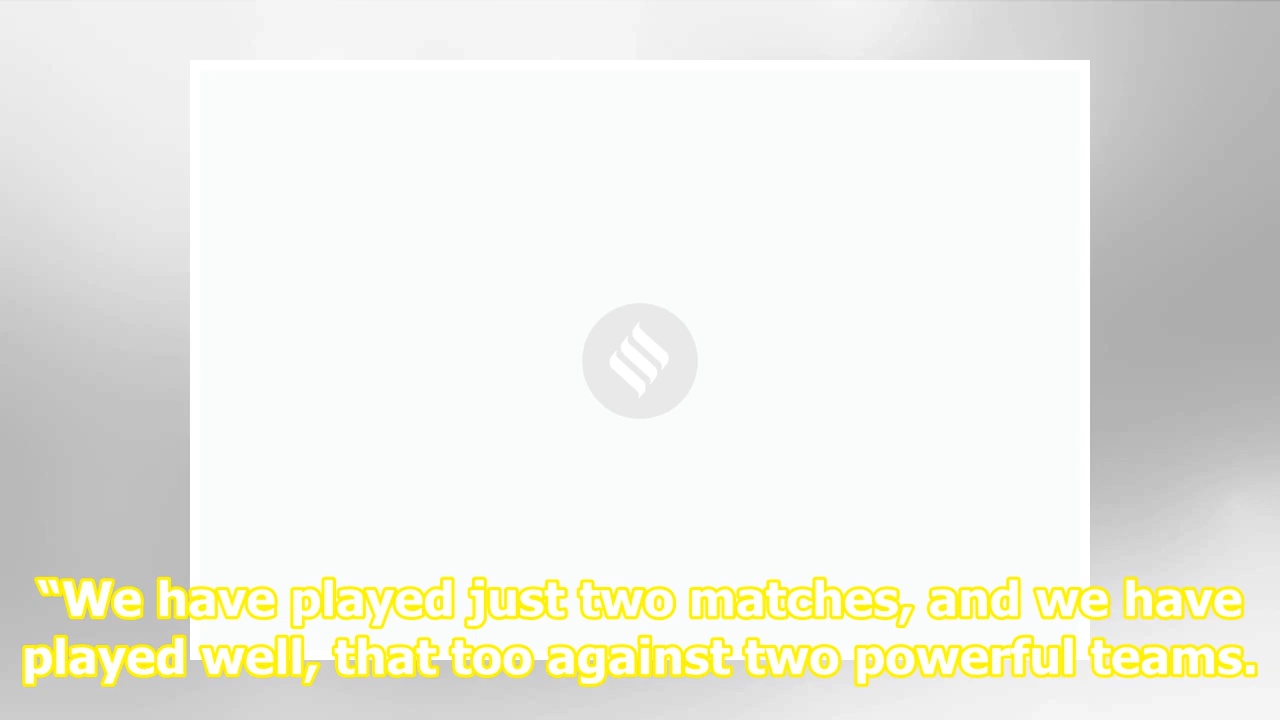 “We have played just two matches, and we have
played well, that too against two powerful teams.